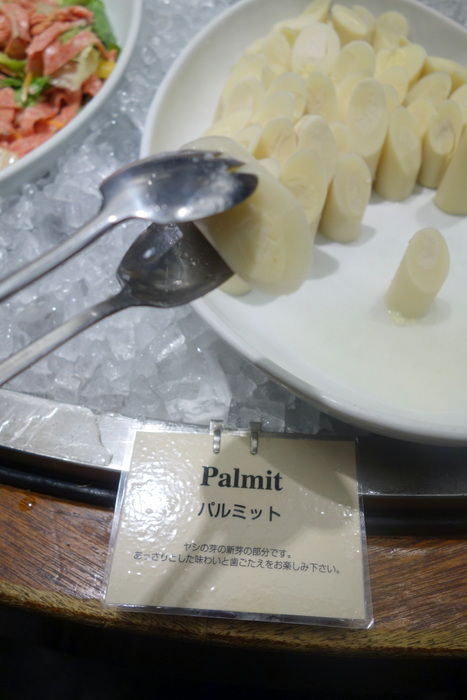 Palmit
パルミット
ヤシの芽の新芽の部分です。
あっさりとした味わいと歯ごたえをお楽しみ下さい。